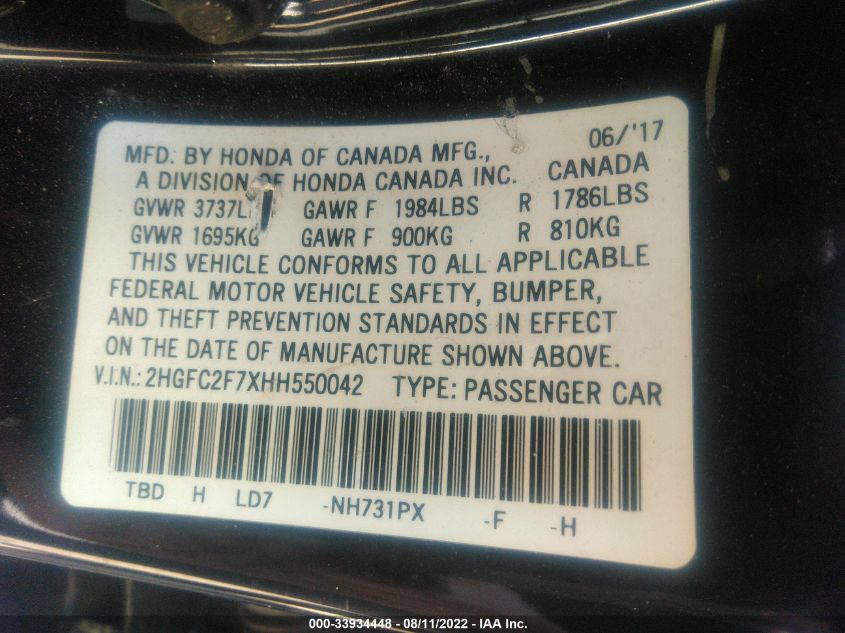 06/'17
MFD. BY HONDA OF CANADA MFG.,
A DIVISION OF HONDA CANADA INC. CANADA
GVWR 3737L GAWR F 1984LBS R 1786LBS
GVWR 1695KG GAWR F 900KG R 810KG
THIS VEHICLE CONFORMS TO ALL APPLICABLE
FEDERAL MOTOR VEHICLE SAFETY, BUMPER,
AND THEFT PREVENTION STANDARDS IN EFFECT
ON THE DATE OF MANUFACTURE SHOWN ABOVE.
V.I.N.: 2HGFC2F7XHH550042 TYPE: PASSENGER CAR
TBD H LD7 -NH731PX -F -H
000-33934448 - 08/11/2022 - IAA Inc.